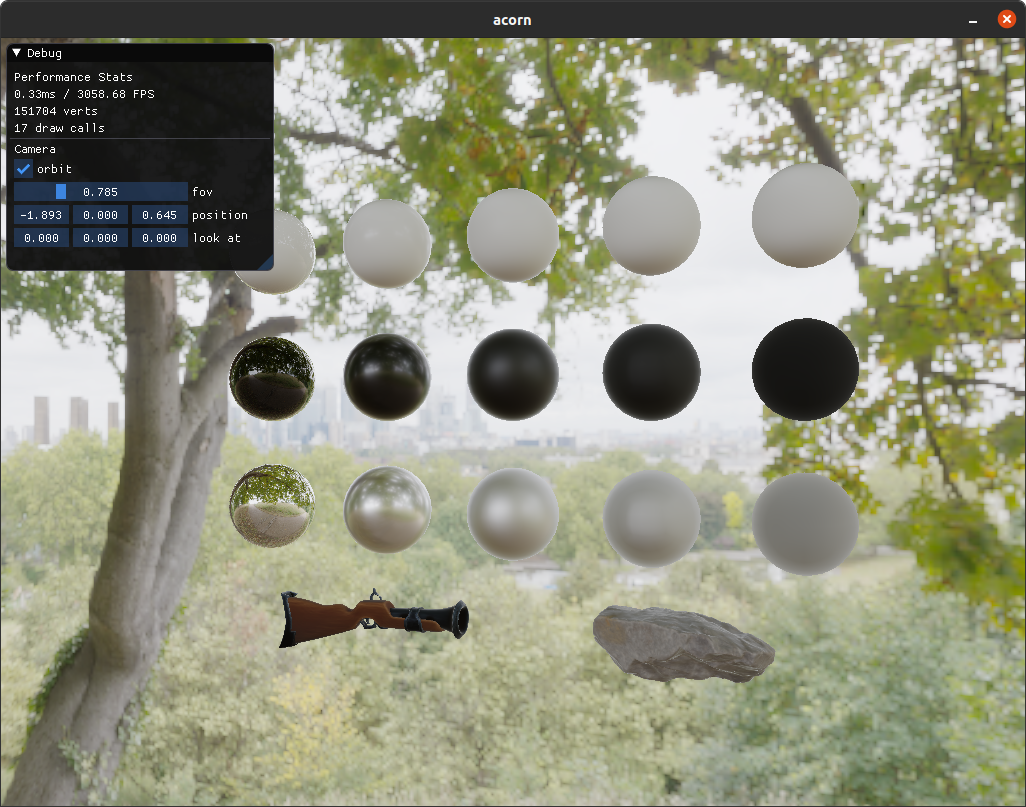 acorn
Debug
Performance Stats
0.33ms / 3058.68 FPS
151704 verts
17 draw calls
Camera
orbit
0.785 fov
-1.893 0.000 0.645 position
0.000 0.000 0.000 look at